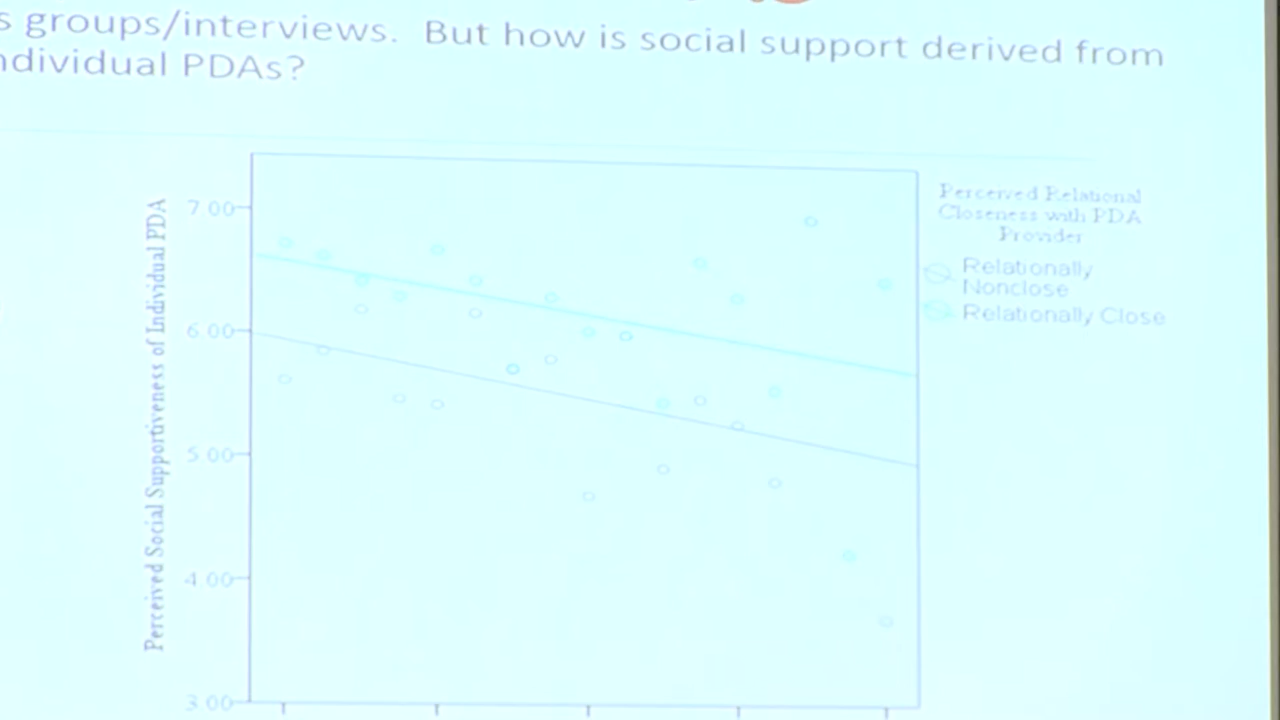 s groups/interviews. But how is social support derived from
ndividual PDAs?
Perceived Social Supportiveness of Individual PDA
7 00
6 00
5 00
4 00
3 00
Perceived Relational
Closeness with PDA
Provider
Relationally
Nonclose
Relationally Close